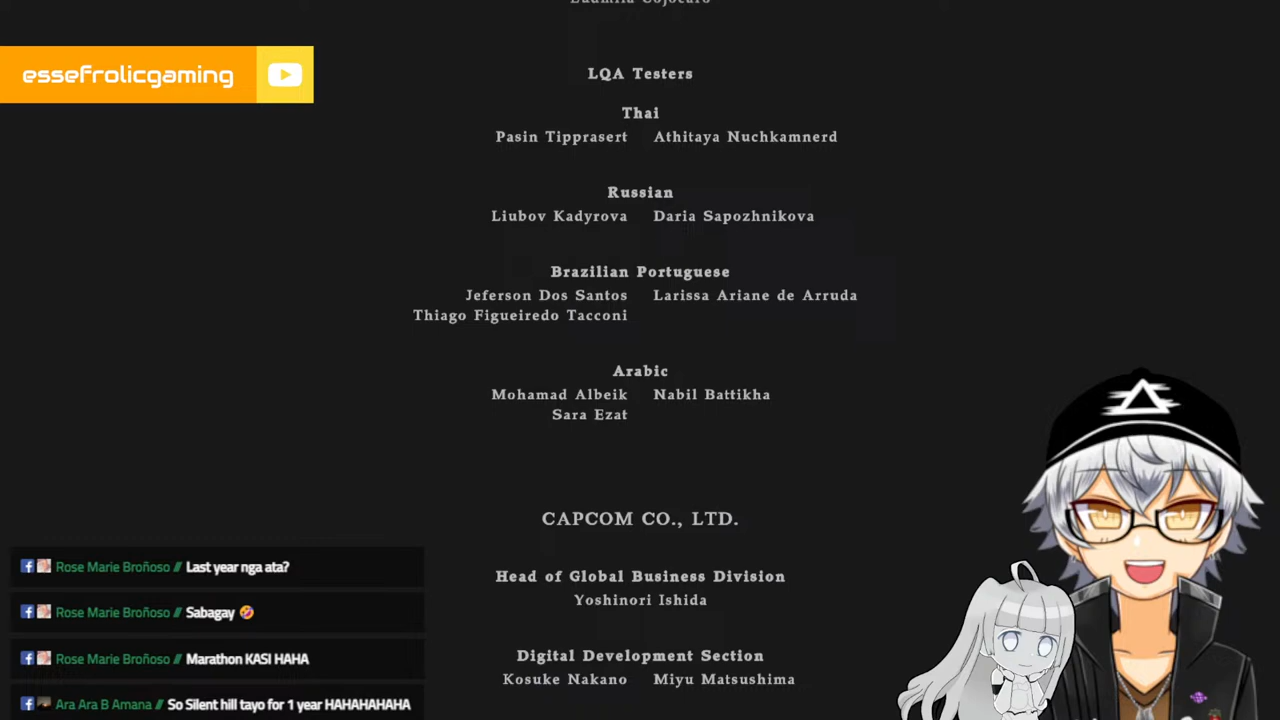 essefrolicgaming
LQA Testers
Thai
Pasin Tipprasert Athitaya Nuchkamnerd
Russian
Liubov Kadyrova Daria Sapozhnikova
Brazilian Portuguese
Jeferson Dos Santos Larissa Ariane de Arruda
Thiago Figueiredo Tacconi
Arabic
Mohamad Albeik Nabil Battikha
Sara Ezat
CAPCOM CO., LTD.
Head of Global Business Division
Yoshinori Ishida
Digital Development Section
Kosuke Nakano Miyu Matsushima
Rose Marie Broñoso // Last year nga ata?
Rose Marie Broñoso // Sabagay 🤣
Rose Marie Broñoso // Marathon KASI HAHA
Ara Ara B Amana // So Silent hill tayo for 1 year HAHAHAHAHA